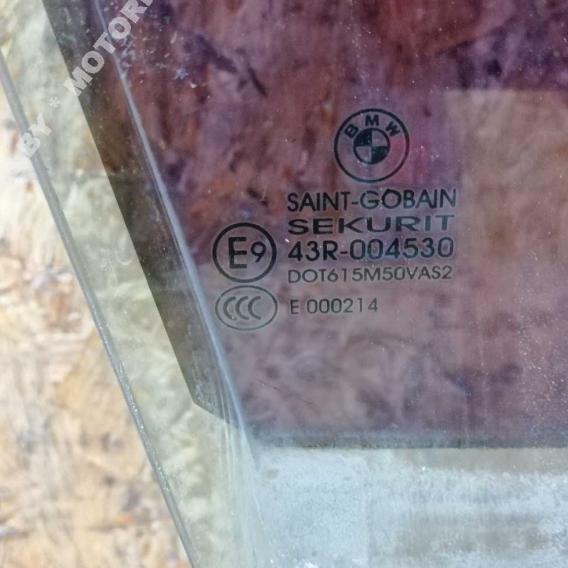 BY * MOTOR
BMW
SAINT-GOBAIN
SEKURIT
E9 43R-004530
DOT615M50VAS2
CCC E 000214